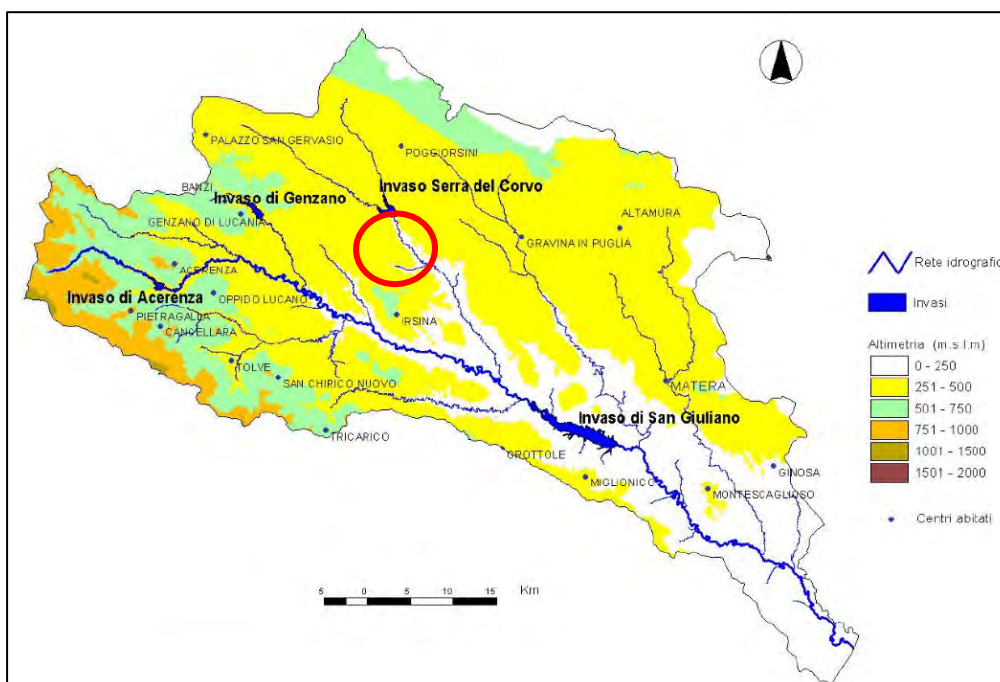 PALAZZO SAN GERVASIO
POGGIORSINI
BANZI
Invaso di Genzano
Invaso Serra del Corvo
GENZANO DI LUCANIA
ALTAMURA
GRAVINA IN PUGLIA
ACERENZA
Invaso di Acerenza
OPPIDO LUCANO
PIETRAGALLA
CANCELLARA
IRSINA
TOLVE
SAN CHIRICO NUOVO
MATERA
Invaso di San Giuliano
TRICARICO
GROTTOLE
MIGLIONICO
GINOSA
MONTESCAGLIOSO
5 0 5 10 15 Km
Rete idrografic
Invasi
Altimetria (m.s.l.m)
0 - 250
251 - 500
501 - 750
751 - 1000
1001 - 1500
1501 - 2000
Centri abitati